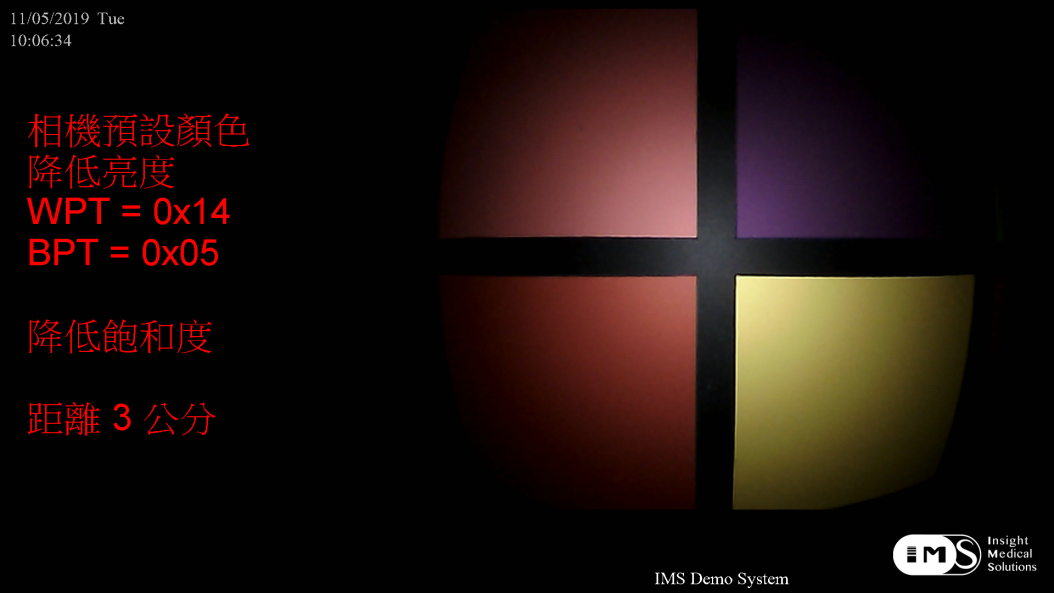 11/05/2019 Tue
10:06:34
相機預設顏色
降低亮度
WPT = 0x14
BPT = 0x05
降低飽和度
距離 3 公分
IMS
Insight
Medical
Solutions
IMS Demo System